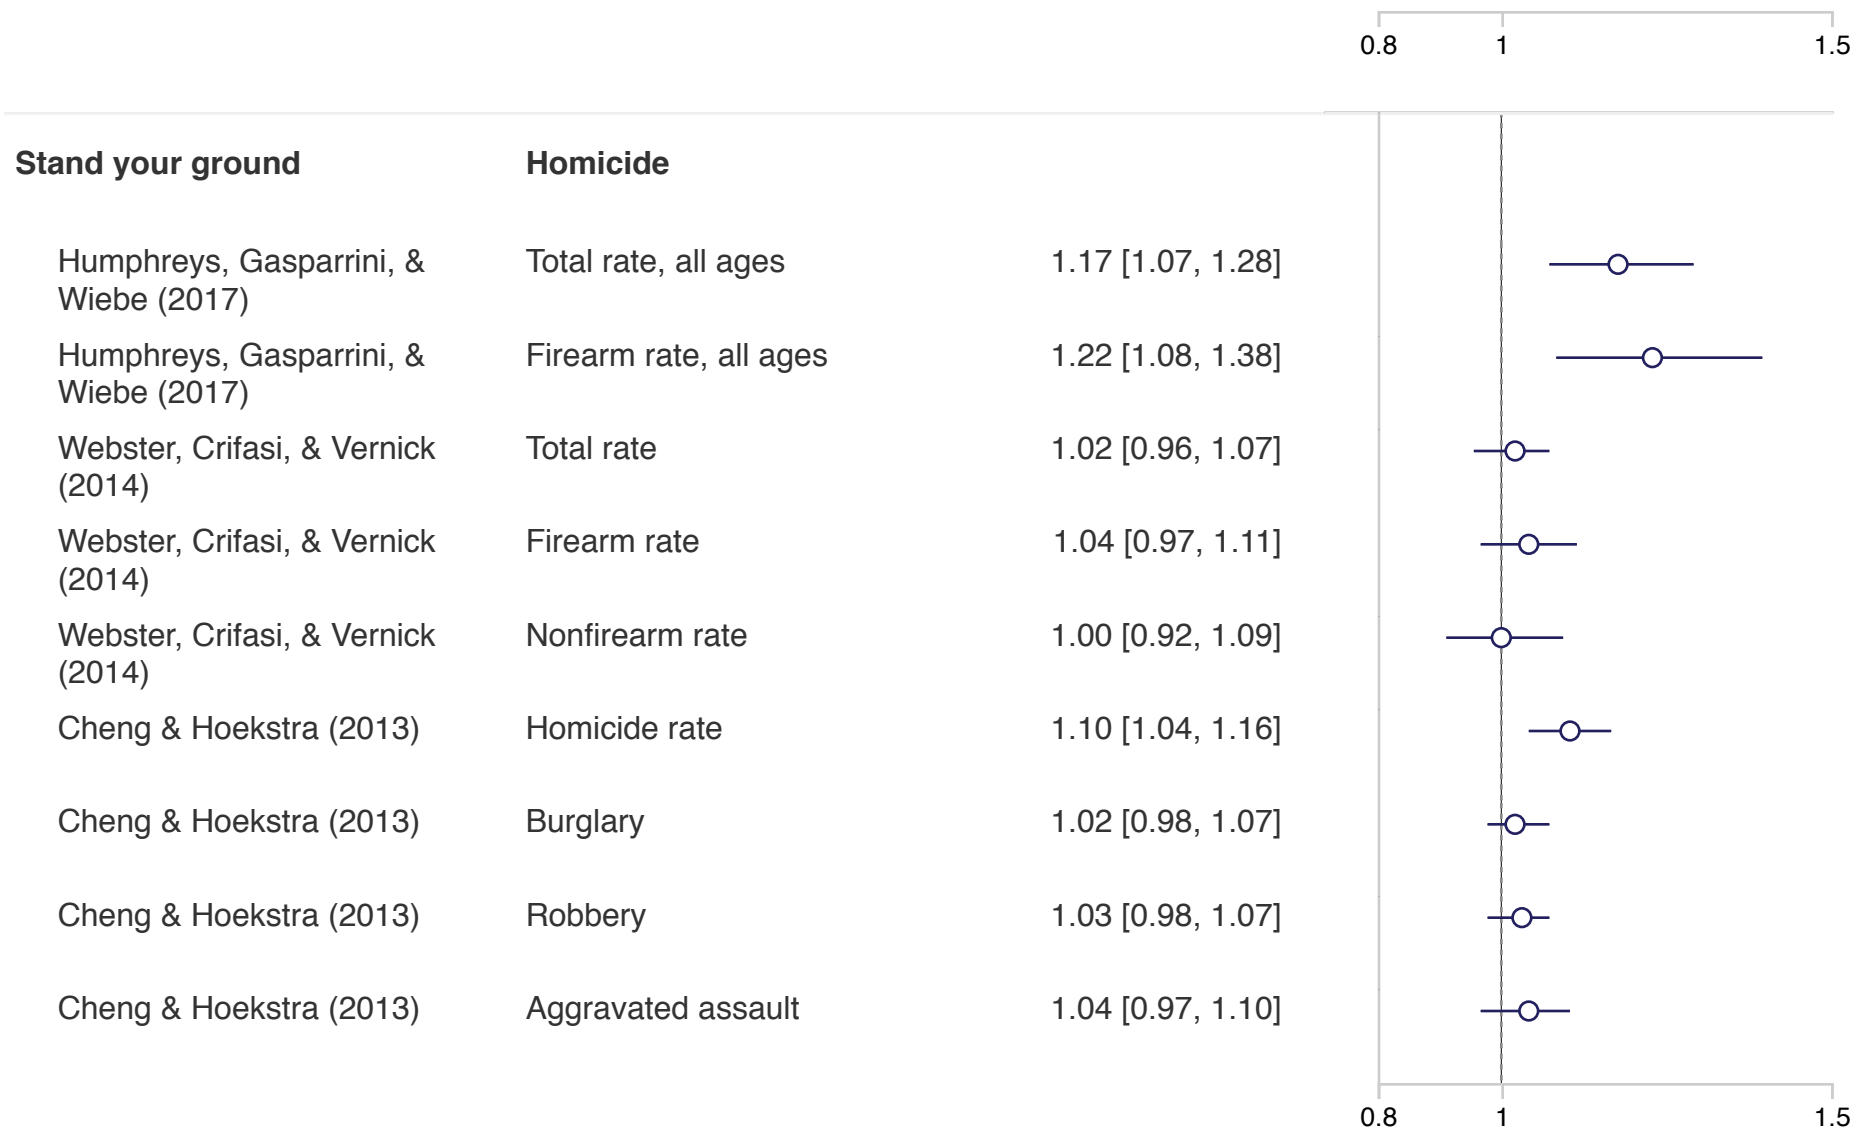 0.8 1 1.5
Stand your ground Homicide
Humphreys, Gasparrini, & Total rate, all ages 1.17 [1.07, 1.28]
Wiebe (2017)
Humphreys, Gasparrini, & Firearm rate, all ages 1.22 [1.08, 1.38]
Wiebe (2017)
Webster, Crifasi, & Vernick Total rate 1.02 [0.96, 1.07]
(2014)
Webster, Crifasi, & Vernick Firearm rate 1.04 [0.97, 1.11]
(2014)
Webster, Crifasi, & Vernick Nonfirearm rate 1.00 [0.92, 1.09]
(2014)
Cheng & Hoekstra (2013) Homicide rate 1.10 [1.04, 1.16]
Cheng & Hoekstra (2013) Burglary 1.02 [0.98, 1.07]
Cheng & Hoekstra (2013) Robbery 1.03 [0.98, 1.07]
Cheng & Hoekstra (2013) Aggravated assault 1.04 [0.97, 1.10]
0.8 1 1.5